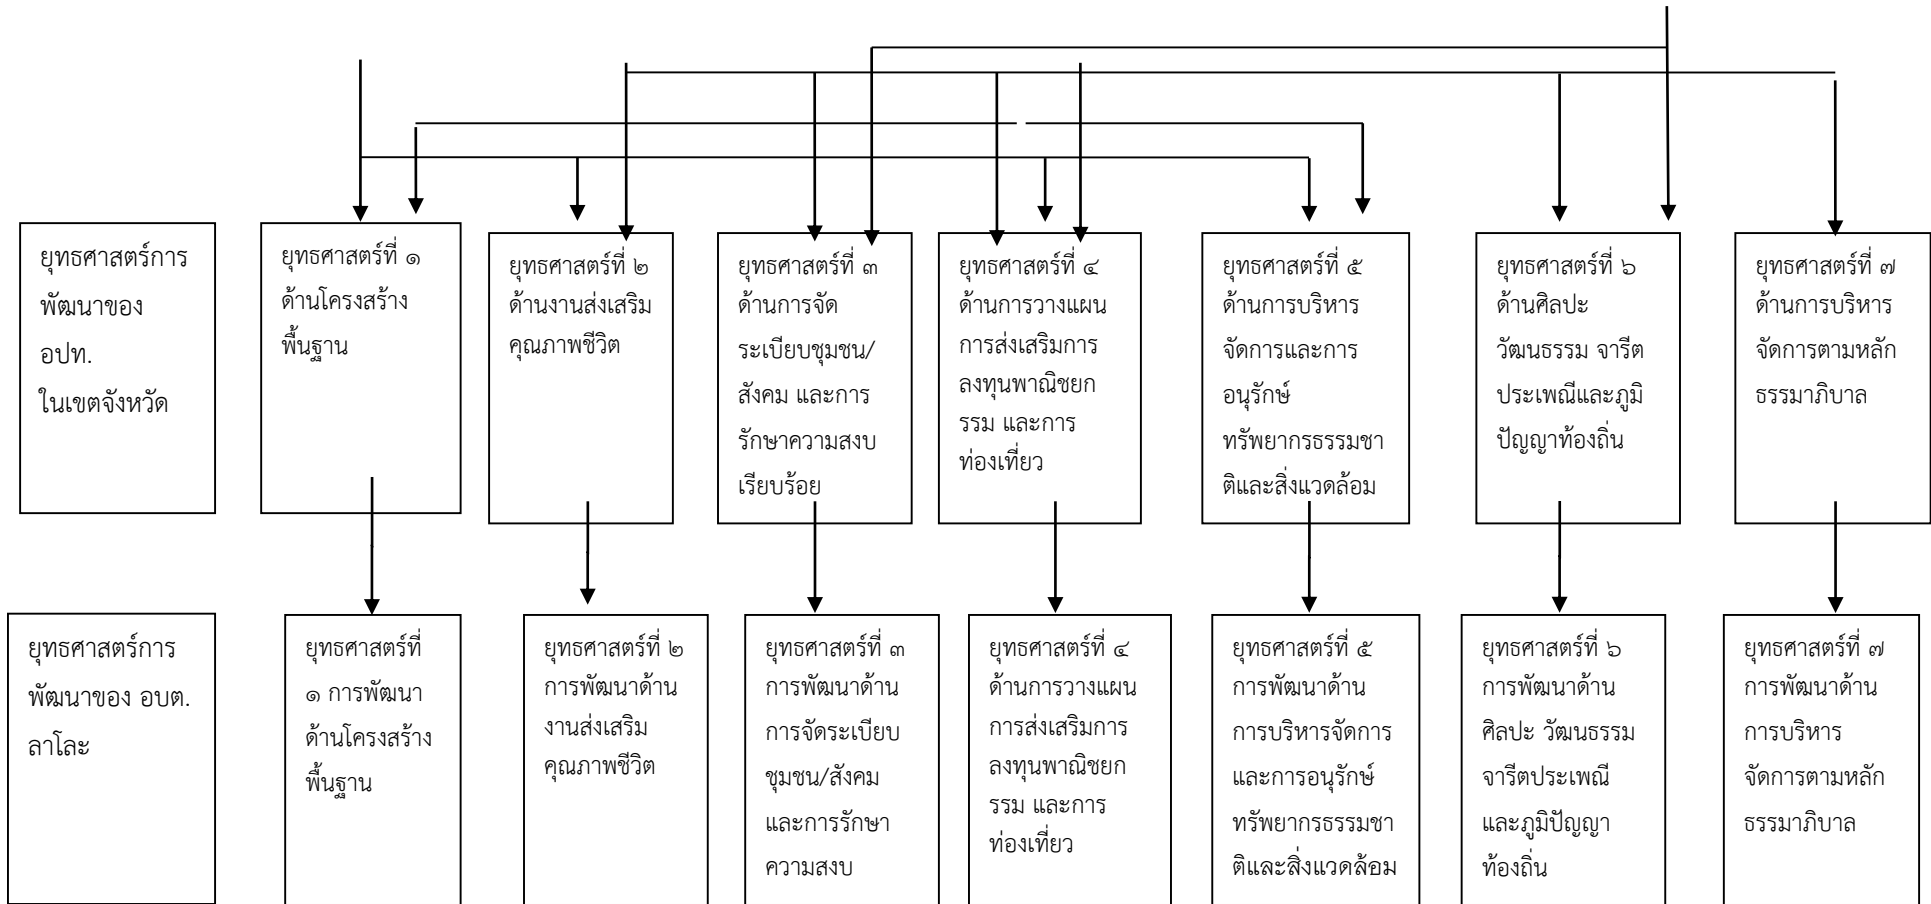 ยุทธศาสตร์การ
พัฒนาของ
อปท.
ในเขตจังหวัด
ยุทธศาสตร์ที่ ๑
ด้านโครงสร้าง
พื้นฐาน
ยุทธศาสตร์ที่ ๒
ด้านงานส่งเสริม
คุณภาพชีวิต
ยุทธศาสตร์ที่ ๓
ด้านการจัด
ระเบียบชุมชน/
สังคม และการ
รักษาความสงบ
เรียบร้อย
ยุทธศาสตร์ที่ ๔
ด้านการวางแผน
การส่งเสริมการ
ลงทุนพาณิชยก
รรม และการ
ท่องเที่ยว
ยุทธศาสตร์ที่ ๕
ด้านการบริหาร
จัดการและการ
อนุรักษ์
ทรัพยากรธรรมชา
ติและสิ่งแวดล้อม
ยุทธศาสตร์ที่ ๖
ด้านศิลปะ
วัฒนธรรม จารีต
ประเพณีและภูมิ
ปัญญาท้องถิ่น
ยุทธศาสตร์ที่ ๗
ด้านการบริหาร
จัดการตามหลัก
ธรรมาภิบาล
ยุทธศาสตร์การ
พัฒนาของ อบต.
ลาโละ
ยุทธศาสตร์ที่
๑ การพัฒนา
ด้านโครงสร้าง
พื้นฐาน
ยุทธศาสตร์ที่ ๒
การพัฒนาด้าน
งานส่งเสริม
คุณภาพชีวิต
ยุทธศาสตร์ที่ ๓
การพัฒนาด้าน
การจัดระเบียบ
ชุมชน/สังคม
และการรักษา
ความสงบ
ยุทธศาสตร์ที่ ๔
ด้านการวางแผน
การส่งเสริมการ
ลงทุนพาณิชยก
รรม และการ
ท่องเที่ยว
ยุทธศาสตร์ที่ ๕
การพัฒนาด้าน
การบริหารจัดการ
และการอนุรักษ์
ทรัพยากรธรรมชา
ติและสิ่งแวดล้อม
ยุทธศาสตร์ที่ ๖
การพัฒนาด้าน
ศิลปะ วัฒนธรรม
จารีตประเพณี
และภูมิปัญญา
ท้องถิ่น
ยุทธศาสตร์ที่ ๗
การพัฒนาด้าน
การบริหาร
จัดการตามหลัก
ธรรมาภิบาล